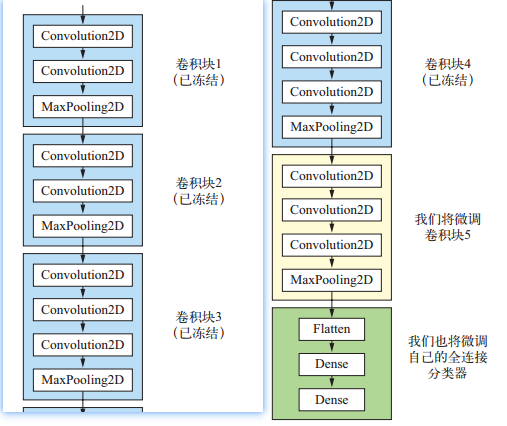 Convolution2D
Convolution2D
MaxPooling2D
卷积块1
（已冻结）
Convolution2D
Convolution2D
MaxPooling2D
卷积块2
（已冻结）
Convolution2D
Convolution2D
Convolution2D
MaxPooling2D
卷积块3
（已冻结）
Convolution2D
Convolution2D
Convolution2D
MaxPooling2D
卷积块4
（已冻结）
Convolution2D
Convolution2D
Convolution2D
MaxPooling2D
我们将微调
卷积块5
Flatten
Dense
Dense
我们也将微调
自己的全连接
分类器